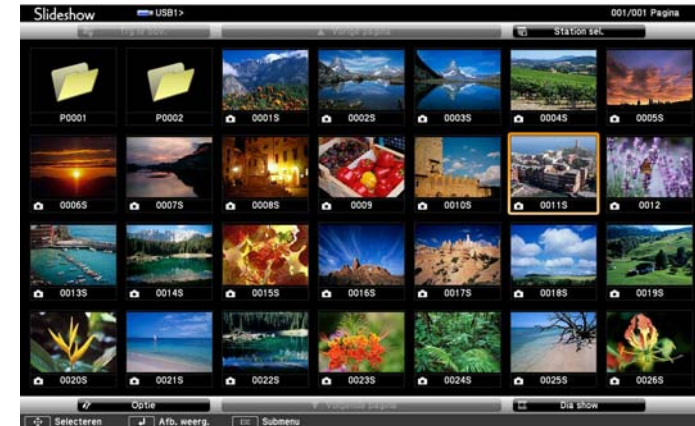 Slideshow USB1> 001/001 Pagina
Vorige pagina Station sel.
P0001 P0002 0001S 0002S 0003S 0004S 0005S
0006S 0007S 0008S 0009 0010S 0011S 0012
0013S 0014S 0015S 0016S 0017S 0018S 0019S
0020S 0021S 0022S 0023S 0024S 0025S 0026S
Optie Volgende pagina Dia show
Selecteren Afb. weerg. Esc Submenu